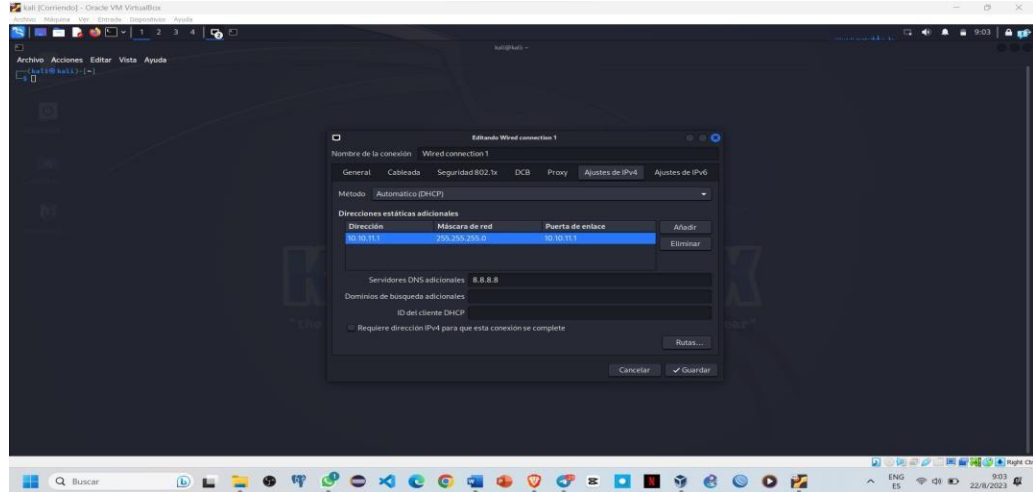 kali [Corriendo] - Oracle VM VirtualBox
Archivo Máquina Ver Entrada Dispositivos Ayuda
1 2 3 4
9:03
kali@kali: ~
Archivo Acciones Editar Vista Ayuda
(kali㉿kali)-[~]
$
Editando Wired connection 1
Nombre de la conexión Wired connection 1
General Cableada Seguridad 802.1x DCB Proxy Ajustes de IPv4 Ajustes de IPv6
Método Automático (DHCP)
Direcciones estáticas adicionales
Dirección Máscara de red Puerta de enlace Añadir
10.10.11.1 255.255.255.0 10.10.11.1
Eliminar
Servidores DNS adicionales 8.8.8.8
Dominios de búsqueda adicionales
ID del cliente DHCP
Requiere dirección IPv4 para que esta conexión se complete
Rutas...
Cancelar Guardar
Right Ctrl
Buscar
ENG
ES
9:03
22/8/2023